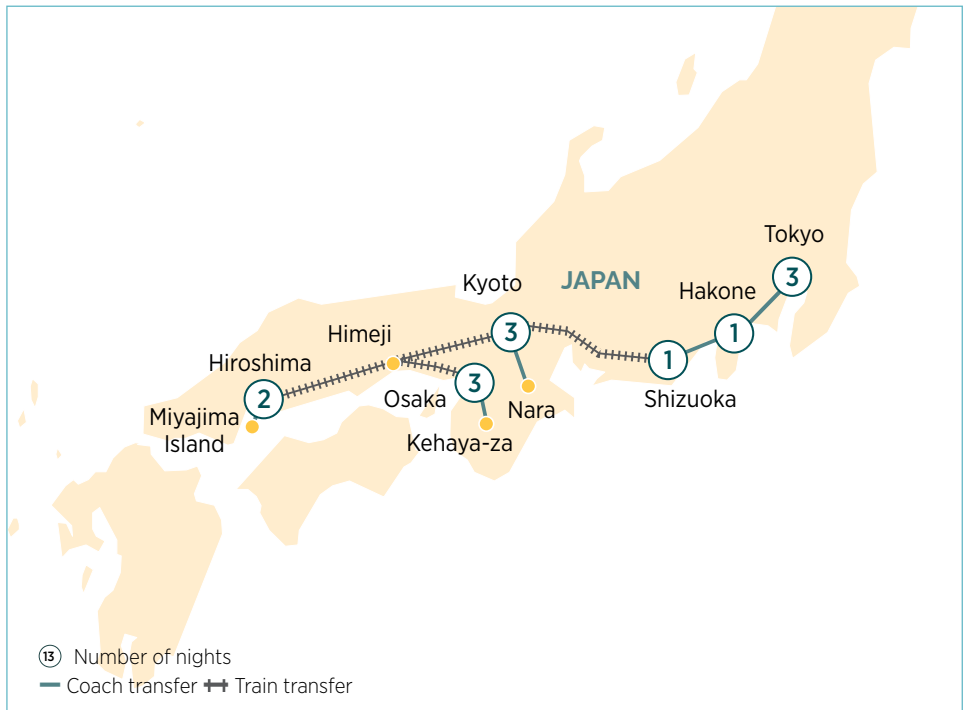 Tokyo
3
JAPAN
Kyoto
Hakone
3
1
Himeji
1
Hiroshima
Osaka
3
Shizuoka
2
Nara
Miyajima
Island
Kehaya-za
13 Number of nights
Coach transfer Train transfer